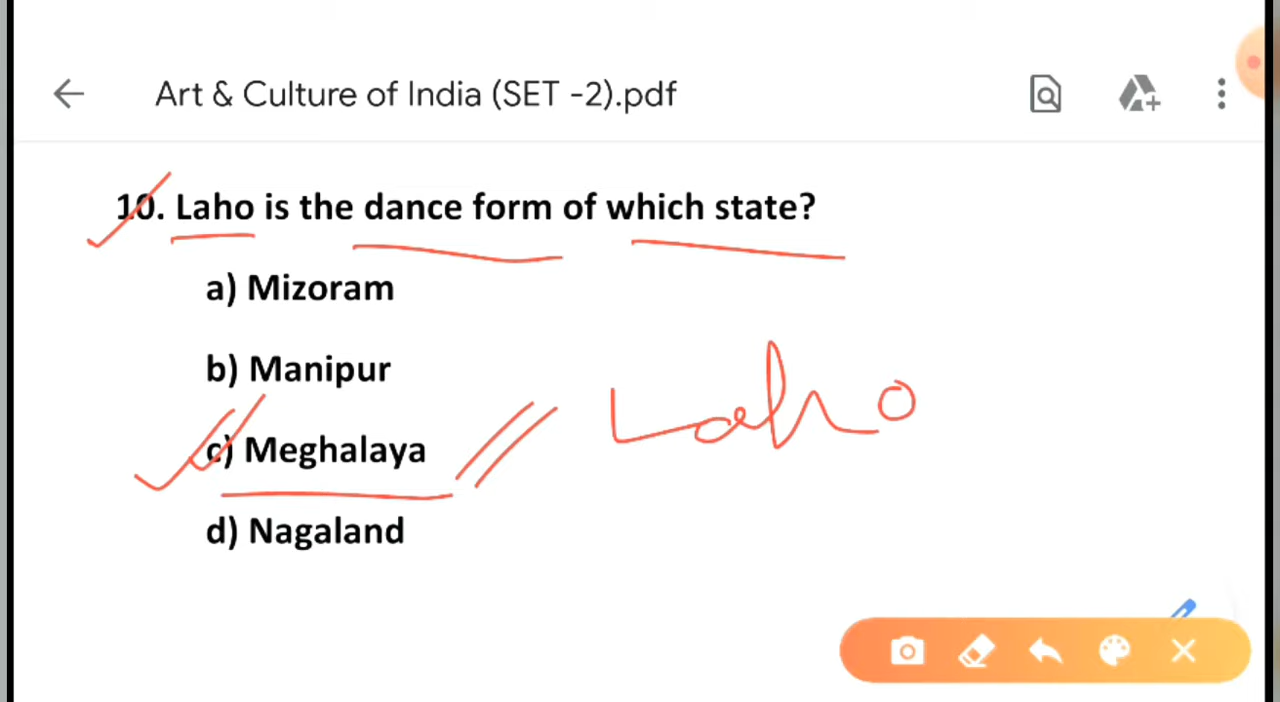 Art & Culture of India (SET -2).pdf
10. Laho is the dance form of which state?
a) Mizoram
b) Manipur
c) Meghalaya
Laho
d) Nagaland